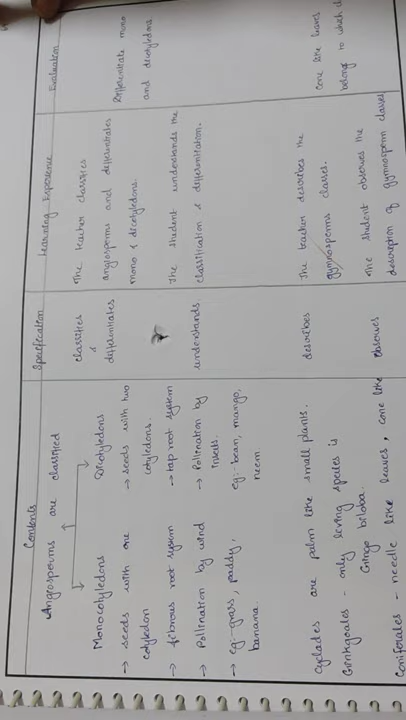 Contents
Specification
Learning Experience
Evaluation
Angosperms are classified
Monocotyledons
Dicotyledons
→ seeds with one
cotyledon
→ fibrous root system
→ Pollination by wind
→ eg:- grass, paddy,
banana.
→ seeds with two
cotyledons.
→ tap root system
→ Pollination by
Insects.
eg:- bean, mango,
neem
classifies
&
differentiates
understands
The teacher classifies
angiosperms and differentiates
mono & dicotyledons.
The student understands the
classification & differentiation.
Differentiate mono
and dicotyledons.
Cyclades are palm like small plants.
Ginkgoales - only living species is
Gingo biloba.
Coniferales - needle like leaves, cone like
describes
observes
The teacher describes the
gymnosperms classes.
The student observes the
description of gymnosperm classes
cone like leaves
belong to which